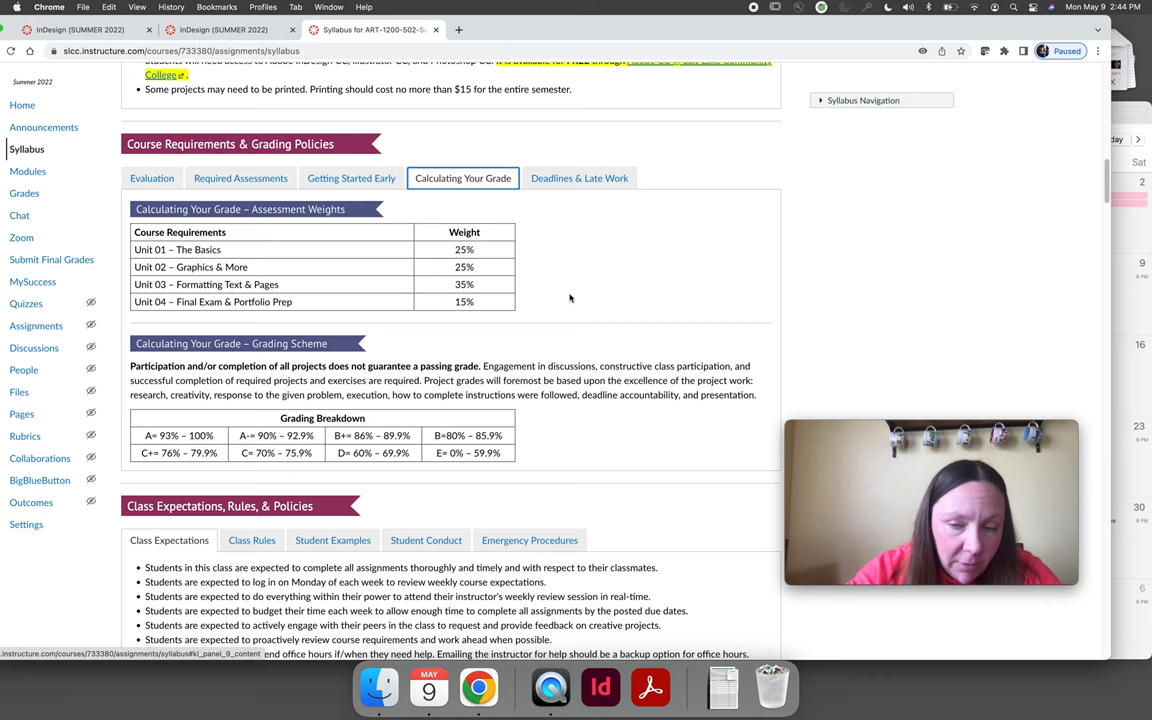 Chrome File Edit View History Bookmarks Profiles Tab Window Help Mon May 9 2:44 PM
InDesign (SUMMER 2022) InDesign (SUMMER 2022) Syllabus for ART-1200-502-S
slcc.instructure.com/courses/733380/assignments/syllabus Paused
Summer 2022
Home
Announcements
Syllabus
Modules
Grades
Chat
Zoom
Submit Final Grades
MySuccess
Quizzes
Assignments
Discussions
People
Files
Pages
Rubrics
Collaborations
BigBlueButton
Outcomes
Settings
College
• Some projects may need to be printed. Printing should cost no more than $15 for the entire semester.
Syllabus Navigation
Course Requirements & Grading Policies
Evaluation Required Assessments Getting Started Early Calculating Your Grade Deadlines & Late Work
Calculating Your Grade – Assessment Weights
Course Requirements Weight
Unit 01 – The Basics 25%
Unit 02 – Graphics & More 25%
Unit 03 – Formatting Text & Pages 35%
Unit 04 – Final Exam & Portfolio Prep 15%
Calculating Your Grade – Grading Scheme
Participation and/or completion of all projects does not guarantee a passing grade. Engagement in discussions, constructive class participation, and
successful completion of required projects and exercises are required. Project grades will foremost be based upon the excellence of the project work:
research, creativity, response to the given problem, execution, how to complete instructions were followed, deadline accountability, and presentation.
Grading Breakdown
A= 93% – 100% A-= 90% – 92.9% B+= 86% – 89.9% B=80% – 85.9%
C+= 76% – 79.9% C= 70% – 75.9% D= 60% – 69.9% E= 0% – 59.9%
Class Expectations, Rules, & Policies
Class Expectations Class Rules Student Examples Student Conduct Emergency Procedures
• Students in this class are expected to complete all assignments thoroughly and timely and with respect to their classmates.
• Students are expected to log in on Monday of each week to review weekly course expectations.
• Students are expected to do everything within their power to attend their instructor's weekly review session in real-time.
• Students are expected to budget their time each week to allow enough time to complete all assignments by the posted due dates.
• Students are expected to actively engage with their peers in the class to request and provide feedback on creative projects.
• Students are expected to proactively review course requirements and work ahead when possible.
end office hours if/when they need help. Emailing the instructor for help should be a backup option for office hours.
.instructure.com/courses/733380/assignments/syllabus#kl_panel_9_content
day
Sat
2
9
8 PM
16
23
8 PM
30
8 PM
6
8 PM
MAY
9
Id